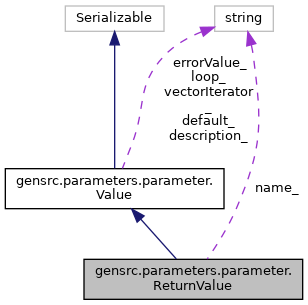 Serializable
string
errorValue_
loop_
vectorIterator
_
default_
description_
gensrc.parameters.parameter.
Value
name_
gensrc.parameters.parameter.
ReturnValue